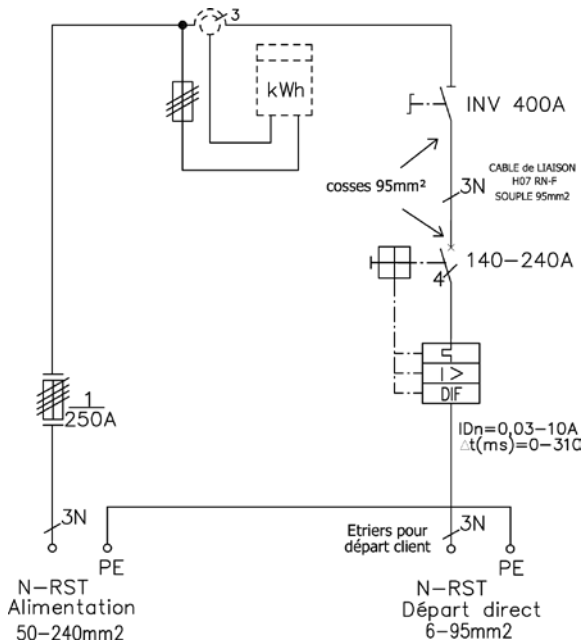 3
kWh
INV 400A
cosses 95mm²
CABLE de LIAISON
H07 RN-F
SOUPLE 95mm2
3N
140-240A
4
I>
DIF
1
250A
IDn=0,03-10A
Δt(ms)=0-310
3N
PE
Etriers pour
départ client
3N
PE
N-RST
Alimentation
50-240mm2
N-RST
Départ direct
6-95mm2